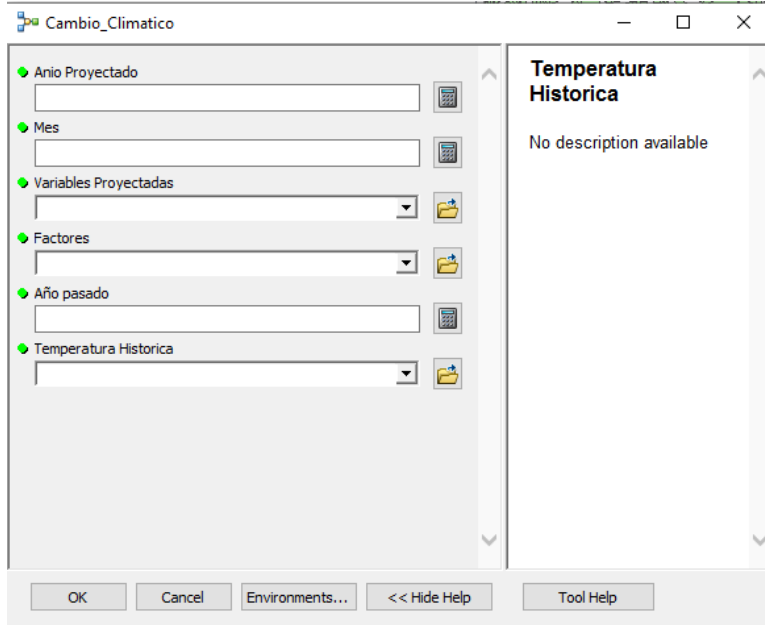 Cambio_Climatico
Anio Proyectado
Mes
Variables Proyectadas
Factores
Año pasado
Temperatura Historica
Temperatura
Historica
No description available
OK
Cancel
Environments...
<< Hide Help
Tool Help